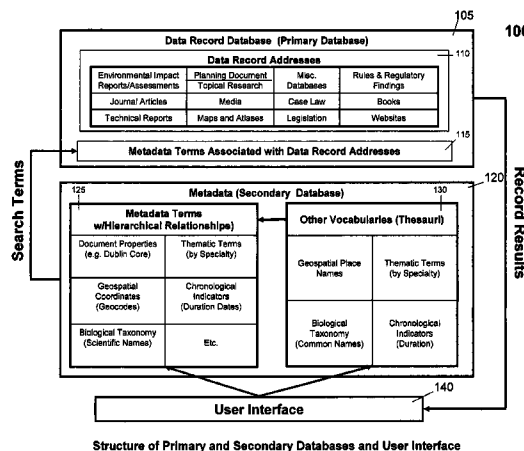 105
100
Data Record Database (Primary Database)
110
Data Record Addresses
Environmental Impact Reports/Assessments
Planning Document Topical Research
Misc. Databases
Rules & Regulatory Findings
Journal Articles
Media
Case Law
Books
Technical Reports
Maps and Atlases
Legislation
Websites
115
Metadata Terms Associated with Data Record Addresses
Search Terms
Record Results
120
Metadata (Secondary Database)
125
Metadata Terms
w/Hierarchical Relationships)
Document Properties
(e.g. Dublin Core)
Thematic Terms
(by Specialty)
Geospatial
Coordinates
(Geocodes)
Chronological
Indicators
(Duration Dates)
Biological Taxonomy
(Scientific Names)
Etc.
130
Other Vocabularies (Thesauri)
Geospatial Place
Names
Thematic Terms
(by Specialty)
Biological
Taxonomy
(Common Names)
Chronological
Indicators
(Duration)
140
User Interface
Structure of Primary and Secondary Databases and User Interface